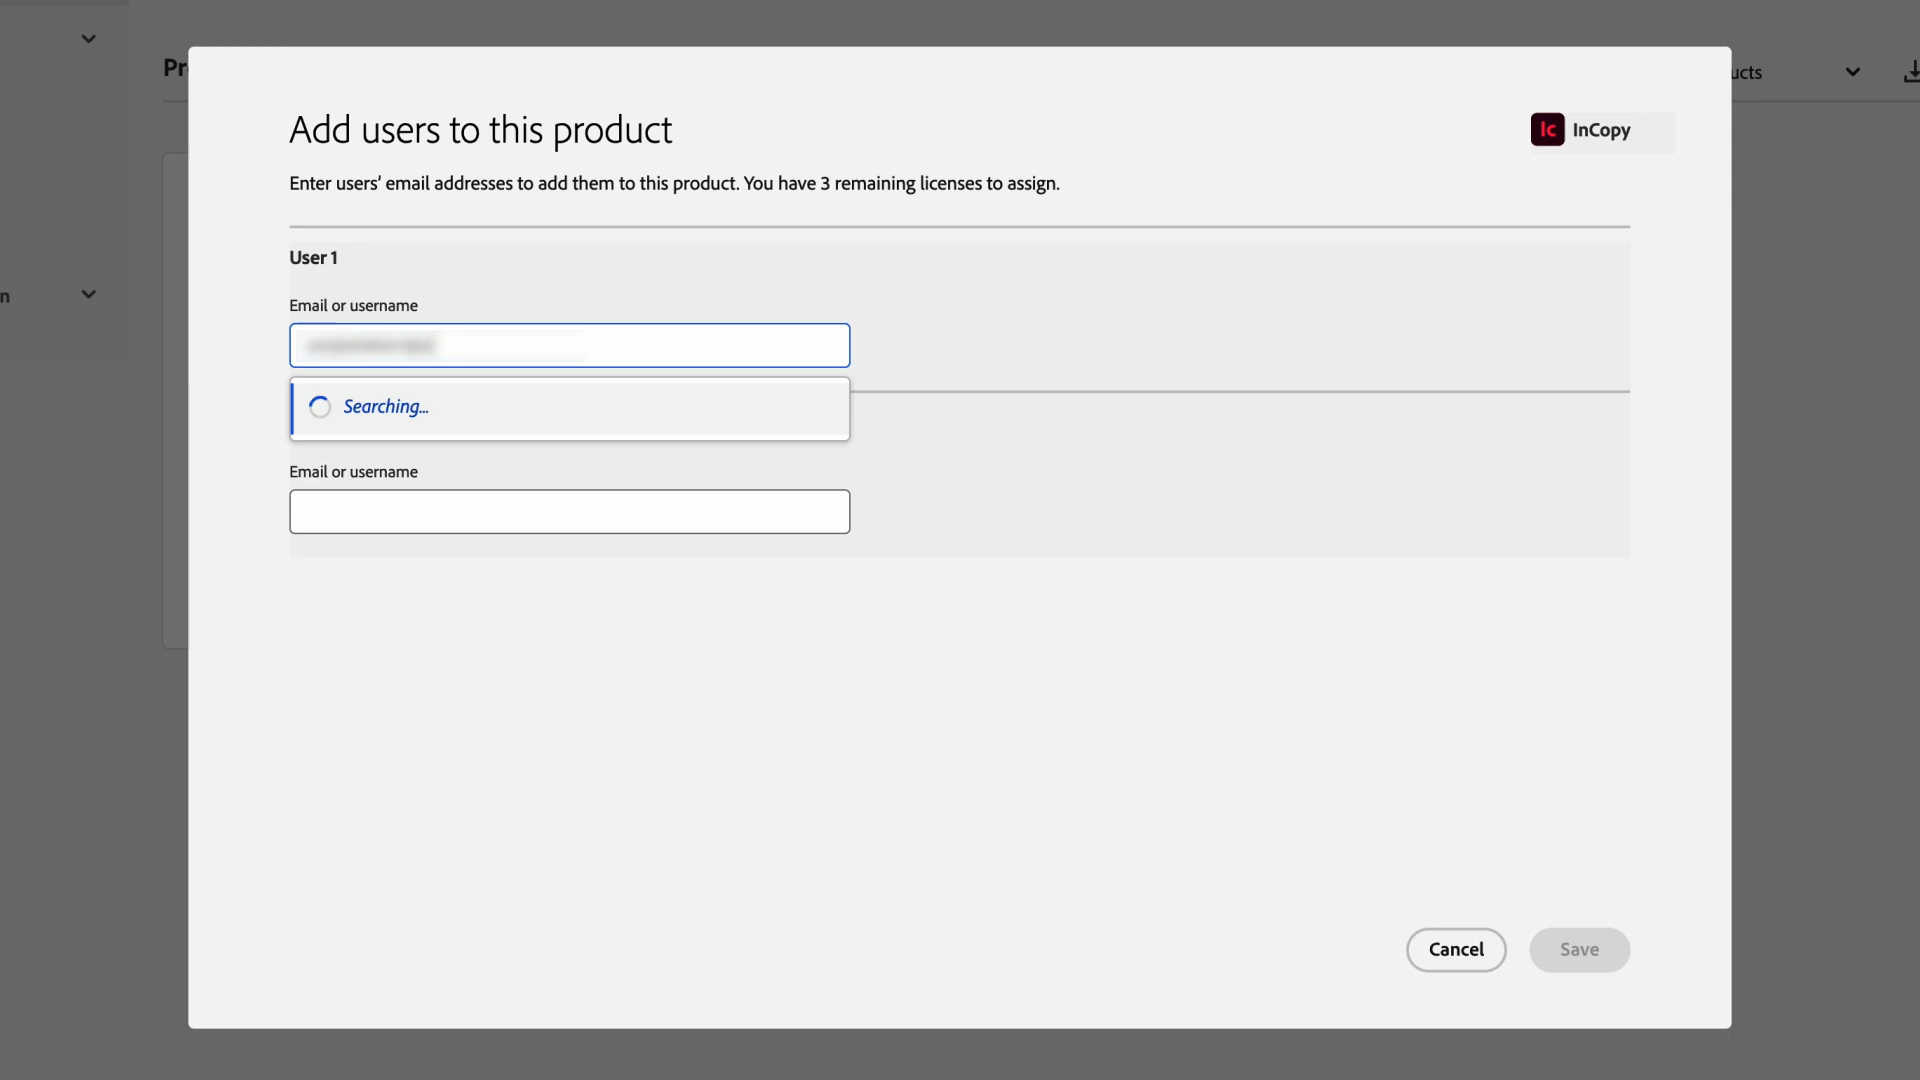 ucts
Add users to this product
Ic InCopy
Enter users' email addresses to add them to this product. You have 3 remaining licenses to assign.
User 1
Email or username
Searching...
Email or username
Cancel
Save